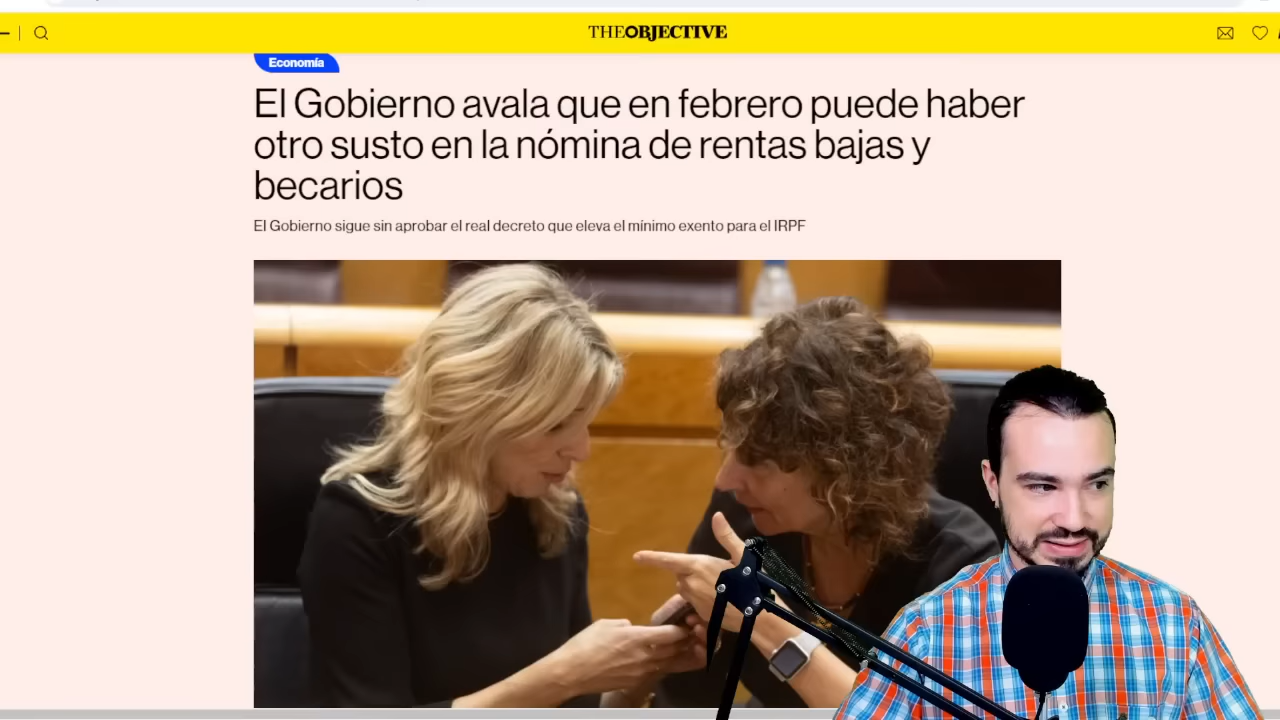 THEOBJECTIVE
Economía
El Gobierno avala que en febrero puede haber
otro susto en la nómina de rentas bajas y
becarios
El Gobierno sigue sin aprobar el real decreto que eleva el mínimo exento para el IRPF